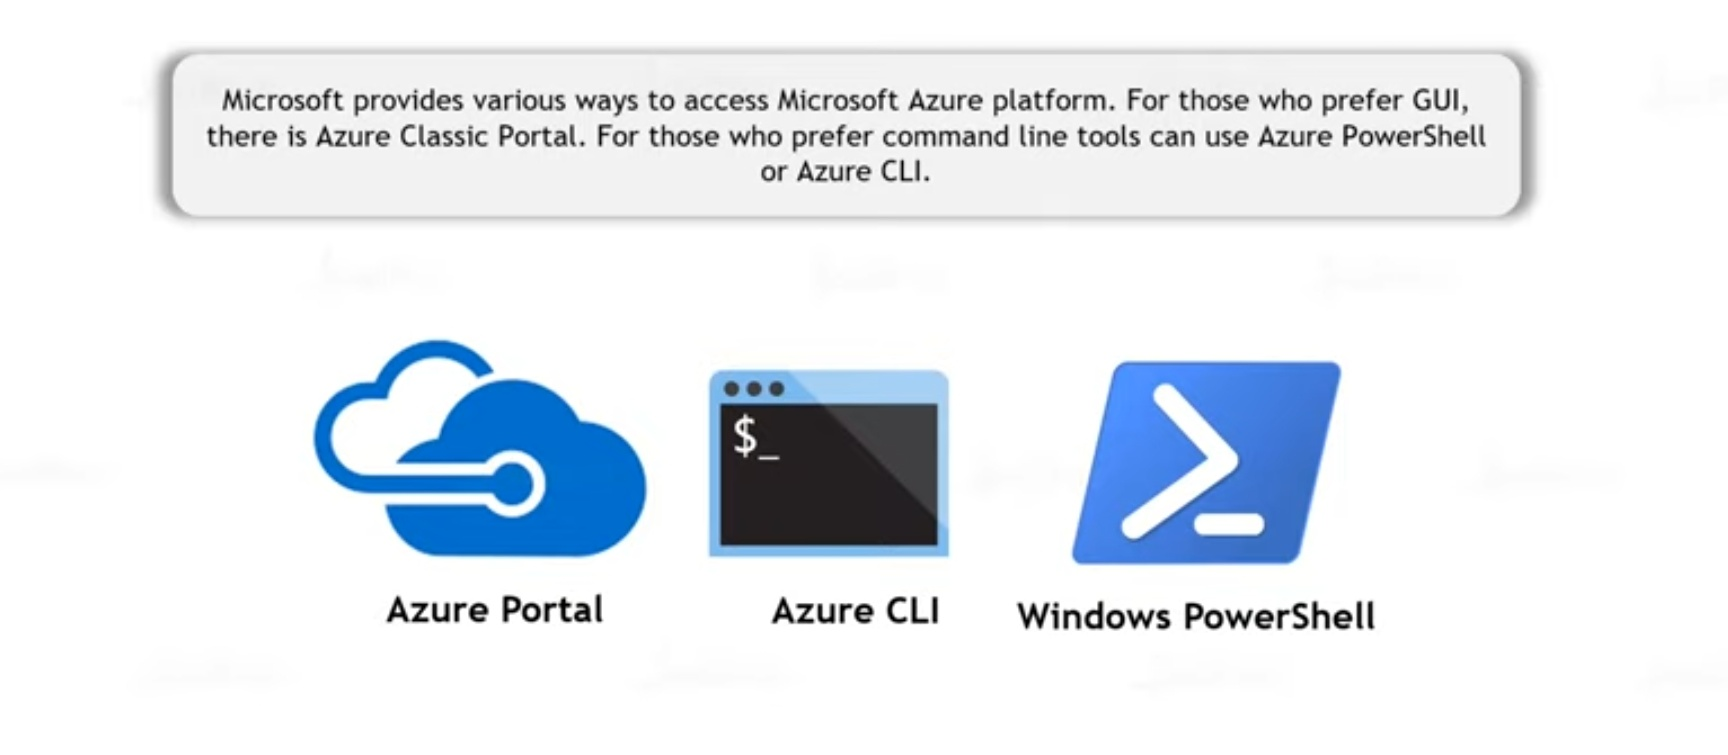 Microsoft provides various ways to access Microsoft Azure platform. For those who prefer GUI,
there is Azure Classic Portal. For those who prefer command line tools can use Azure PowerShell
or Azure CLI.
$_
Azure Portal
Azure CLI
Windows PowerShell